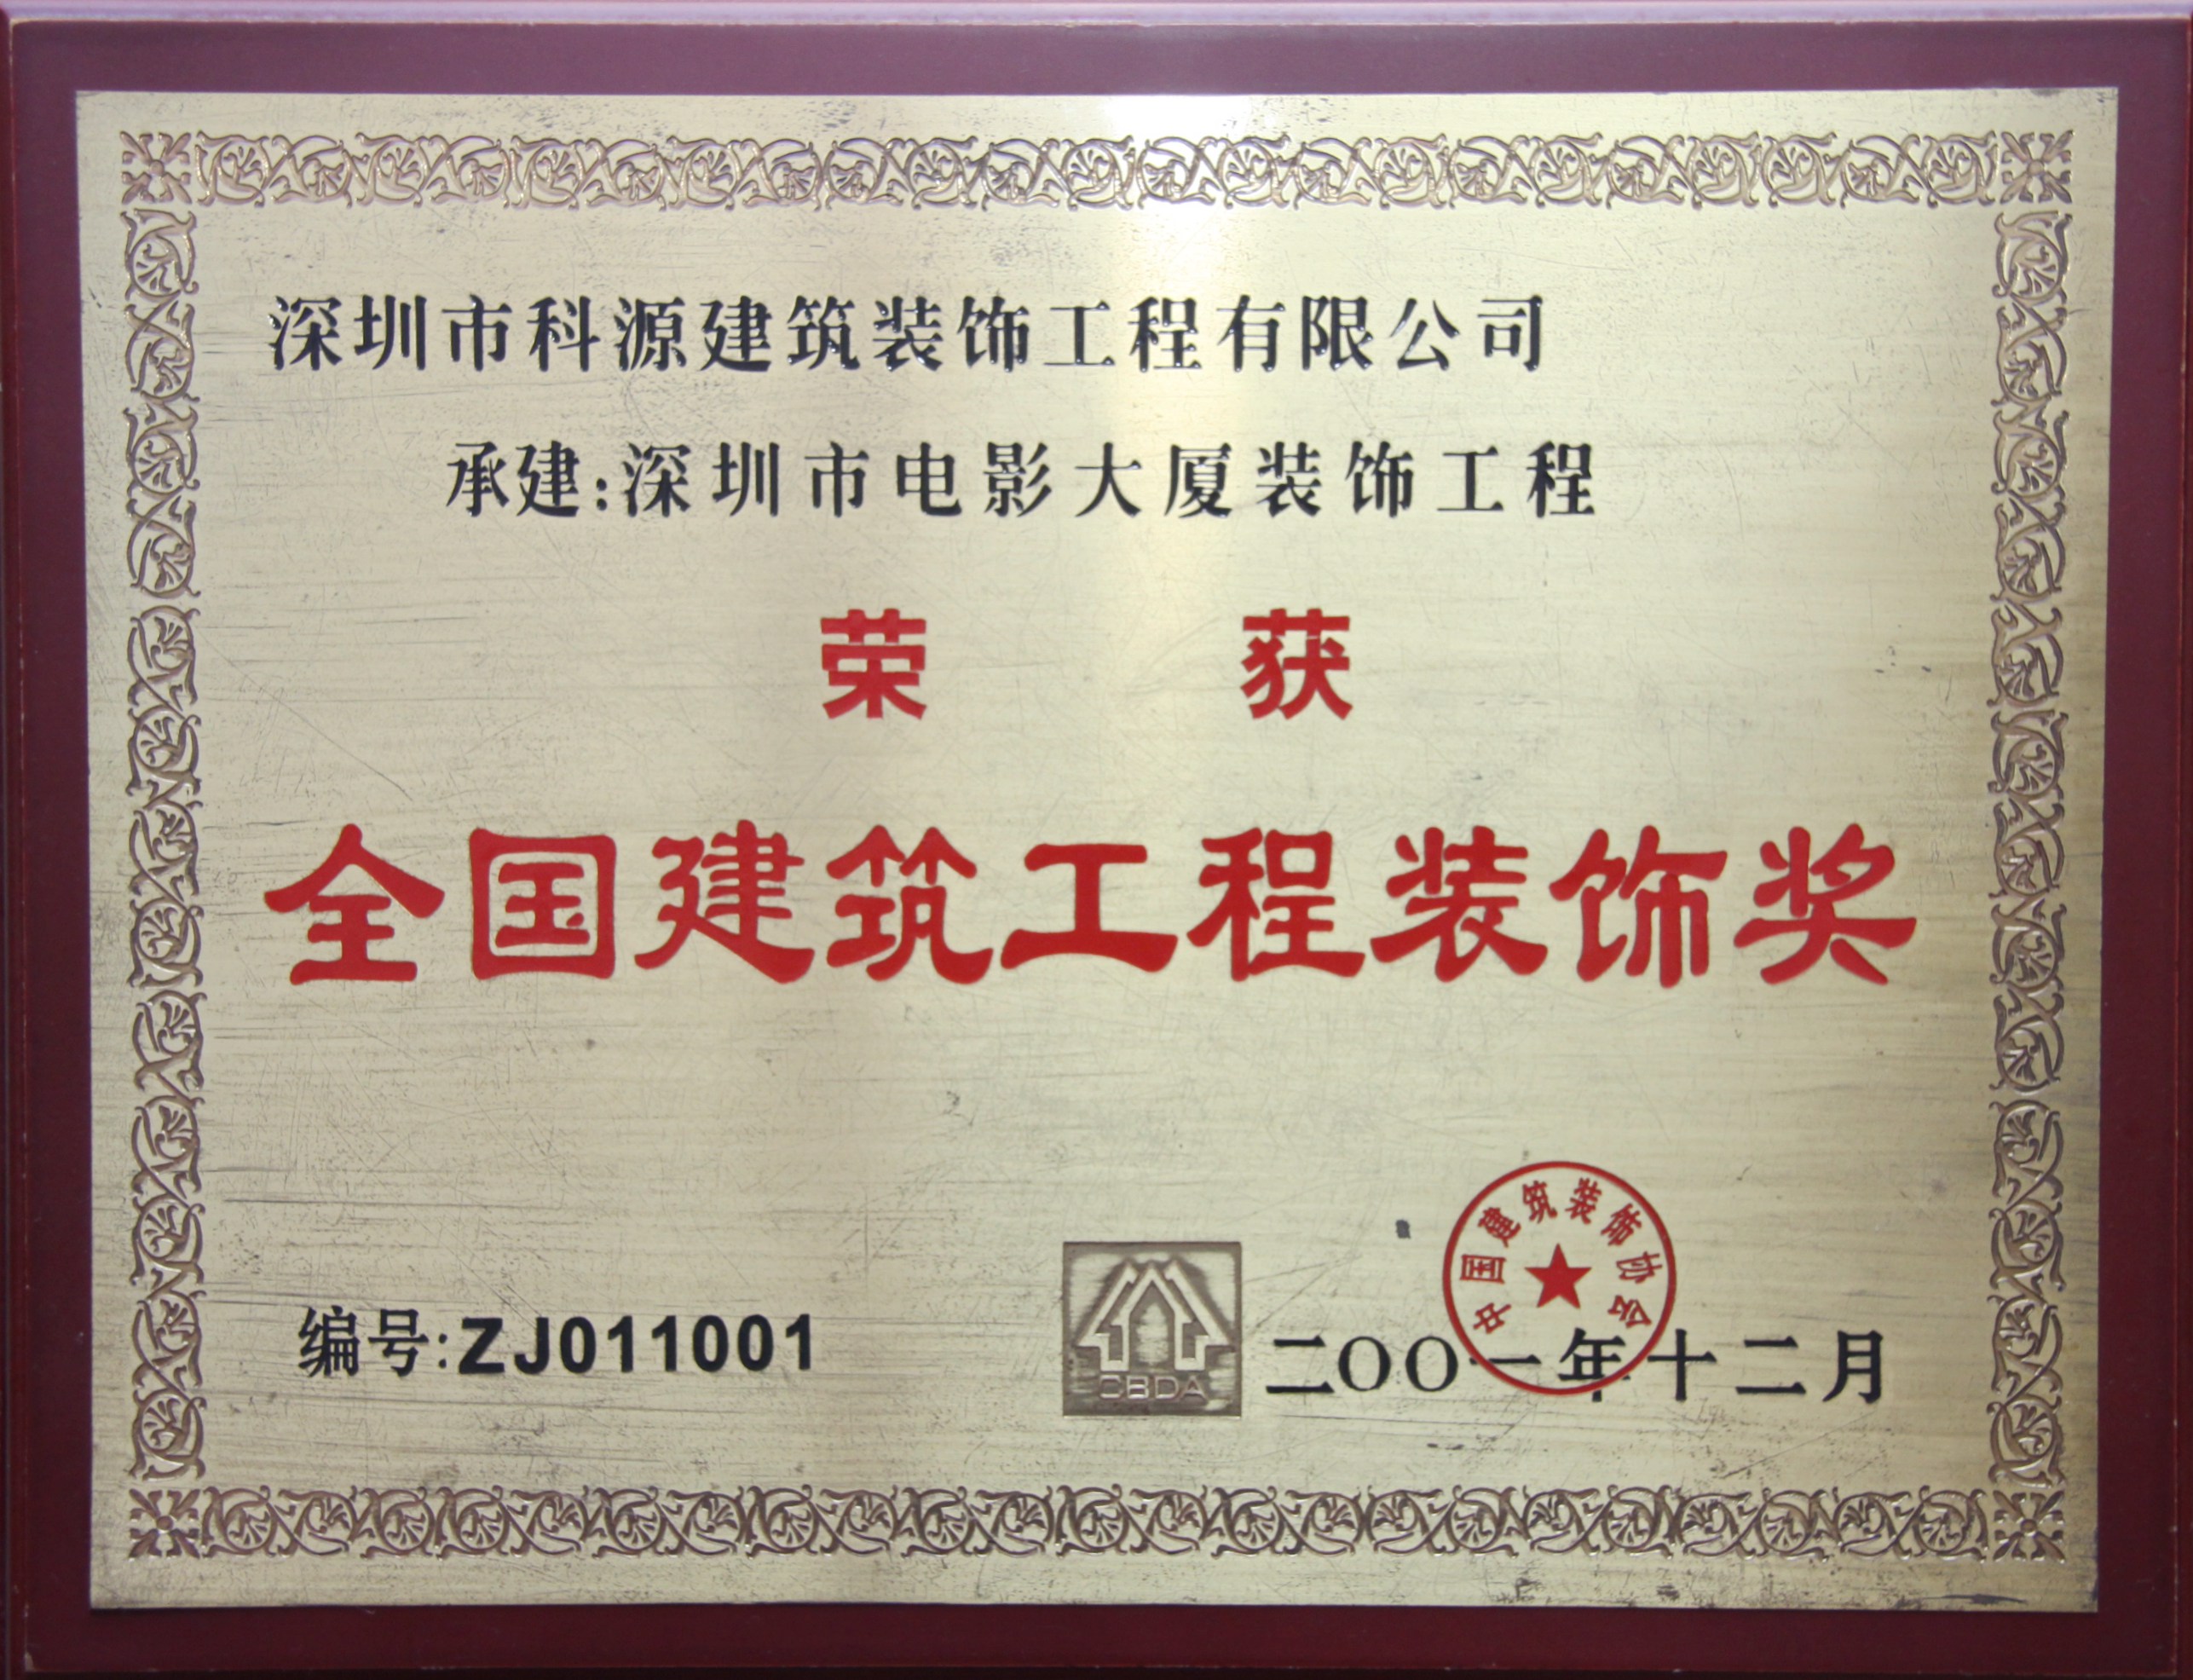 深圳市科源建筑装饰工程有限公司
承建:深圳市电影大厦装饰工程
荣获
全国建筑工程装饰奖
中国建筑装饰协会
编号:ZJ011001
CBDA
二〇〇一年十二月